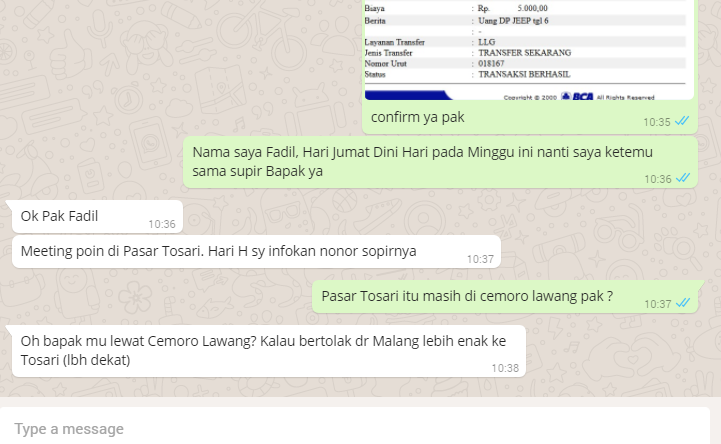 Biaya : Rp. 5.000,00
Berita : Uang DP JEEP tgl 6
: -
Layanan Transfer : LLG
Jenis Transfer : TRANSFER SEKARANG
Nomor Urut : 018167
Status : TRANSAKSI BERHASIL
Copyright © 2000 BCA All Rights Reserved
confirm ya pak
10:35
Nama saya Fadil, Hari Jumat Dini Hari pada Minggu ini nanti saya ketemu
sama supir Bapak ya
10:36
Ok Pak Fadil
10:36
Meeting poin di Pasar Tosari. Hari H sy infokan nonor sopirnya
10:37
Pasar Tosari itu masih di cemoro lawang pak ?
10:37
Oh bapak mu lewat Cemoro Lawang? Kalau bertolak dr Malang lebih enak ke
Tosari (lbh dekat)
10:38
Type a message